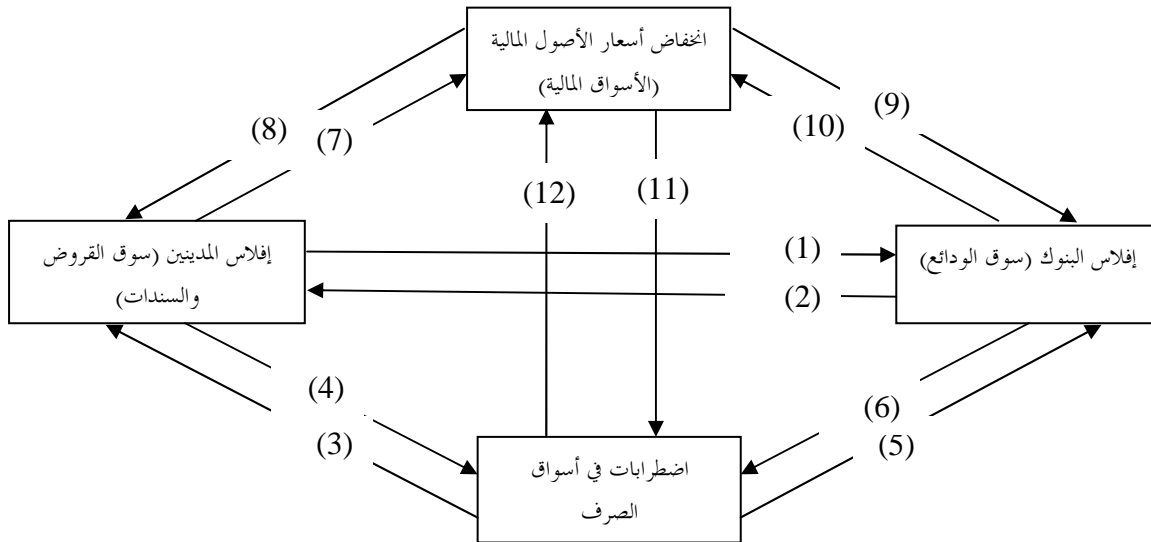 انخفاض أسعار الأصول المالية
(الأسواق المالية)
(9)
(8)
(10)
(7)
(12)
(11)
إفلاس البنوك (سوق الودائع)
إفلاس المدينين (سوق القروض
والسندات)
(1)
(2)
(4)
(6)
(3)
(5)
اضطرابات في أسواق
الصرف